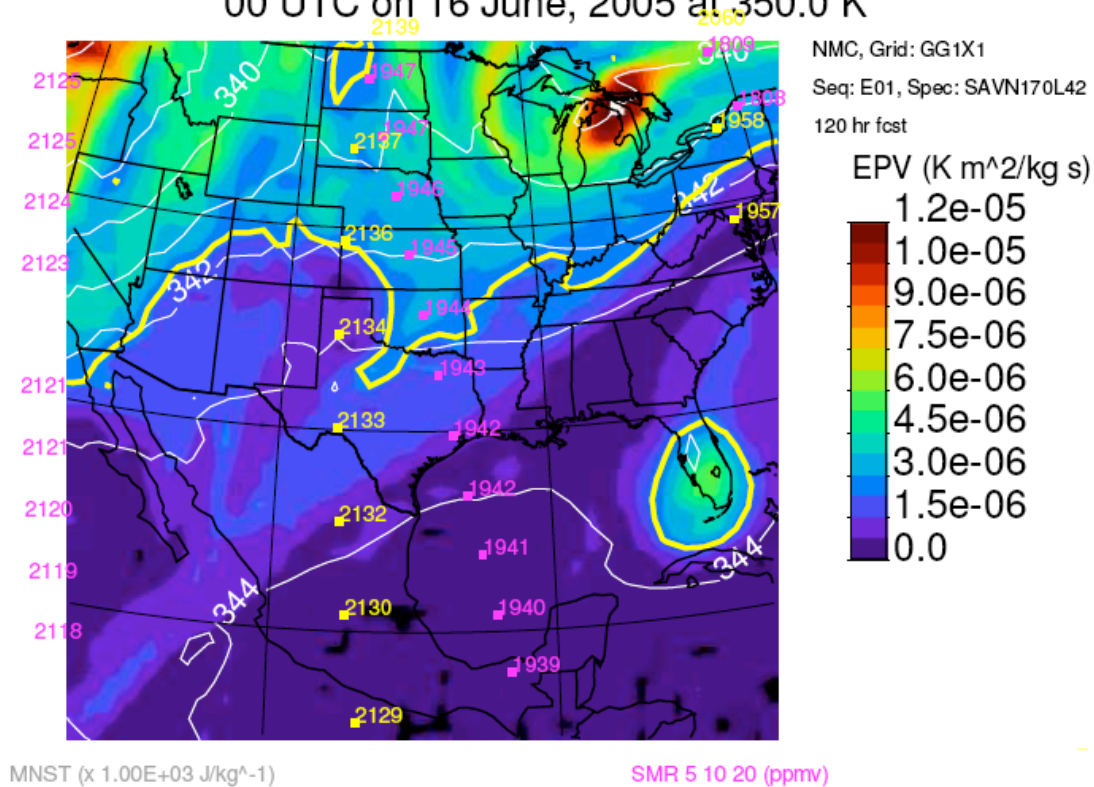 00 UTC on 16 June, 2005 at 350.0 K
2139
2060
1809
340
NMC, Grid: GG1X1
2125
1947
340
Seq: E01, Spec: SAVN170L42
1808
1958
120 hr fcst
2125
1947
2137
EPV (K m^2/kg s)
2124
1946
342
1957
1.2e-05
2136
1.0e-05
2123
1945
342
9.0e-06
1944
2134
7.5e-06
2121
1943
6.0e-06
2133
1942
4.5e-06
2121
3.0e-06
2120
1942
2132
1.5e-06
1941
344
0.0
2119
344
2130
1940
2118
1939
2129
MNST (x 1.00E+03 J/kg^-1)
SMR 5 10 20 (ppmv)